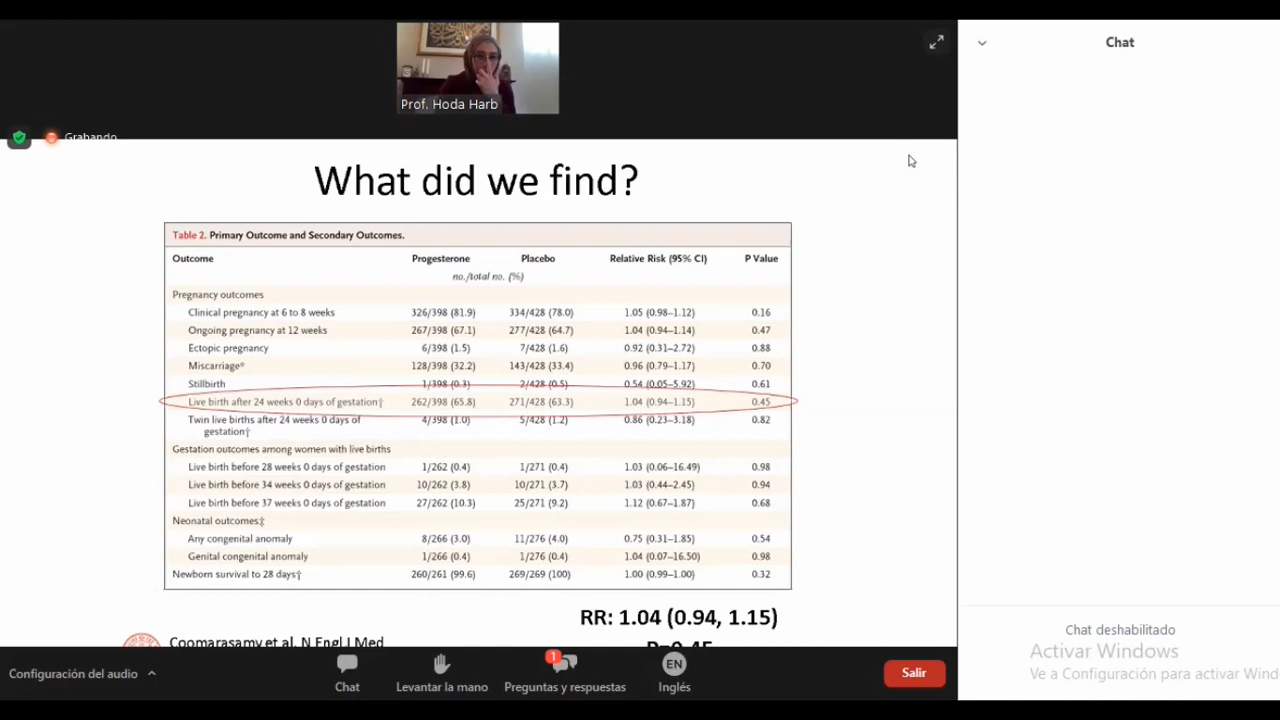 Prof. Hoda Harb
Grabando
Chat
What did we find?
Table 2. Primary Outcome and Secondary Outcomes.
Outcome Progesterone Placebo Relative Risk (95% CI) P Value
no./total no. (%)
Pregnancy outcomes
Clinical pregnancy at 6 to 8 weeks 326/398 (81.9) 334/428 (78.0) 1.05 (0.98–1.12) 0.16
Ongoing pregnancy at 12 weeks 267/398 (67.1) 277/428 (64.7) 1.04 (0.94–1.14) 0.47
Ectopic pregnancy 6/398 (1.5) 7/428 (1.6) 0.92 (0.31–2.72) 0.88
Miscarriage* 128/398 (32.2) 143/428 (33.4) 0.96 (0.79–1.17) 0.70
Stillbirth 1/398 (0.3) 2/428 (0.5) 0.54 (0.05–5.92) 0.61
Live birth after 24 weeks 0 days of gestation† 262/398 (65.8) 271/428 (63.3) 1.04 (0.94–1.15) 0.45
Twin live births after 24 weeks 0 days of 4/398 (1.0) 5/428 (1.2) 0.86 (0.23–3.18) 0.82
gestation†
Gestation outcomes among women with live births
Live birth before 28 weeks 0 days of gestation 1/262 (0.4) 1/271 (0.4) 1.03 (0.06–16.49) 0.98
Live birth before 34 weeks 0 days of gestation 10/262 (3.8) 10/271 (3.7) 1.03 (0.44–2.45) 0.94
Live birth before 37 weeks 0 days of gestation 27/262 (10.3) 25/271 (9.2) 1.12 (0.67–1.87) 0.68
Neonatal outcomes‡
Any congenital anomaly 8/266 (3.0) 11/276 (4.0) 0.75 (0.31–1.85) 0.54
Genital congenital anomaly 1/266 (0.4) 1/276 (0.4) 1.04 (0.07–16.50) 0.98
Newborn survival to 28 days† 260/261 (99.6) 269/269 (100) 1.00 (0.99–1.00) 0.32
RR: 1.04 (0.94, 1.15)
P=0.45
Coomarasamy et al. N Engl J Med
Chat deshabilitado
Activar Windows
Ve a Configuración para activar Wind
Configuración del audio
Chat
Levantar la mano
1
Preguntas y respuestas
EN
Inglés
Salir